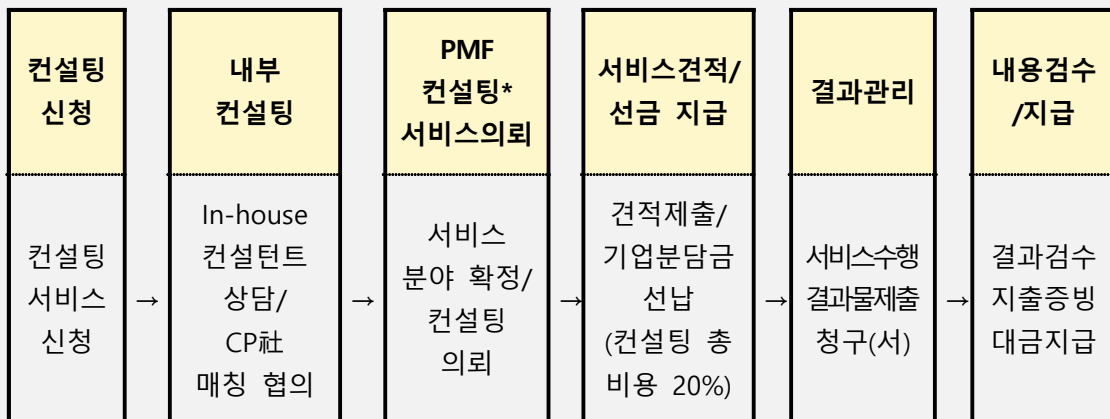 컨설팅
신청
내부
컨설팅
PMF
컨설팅*
서비스의뢰
서비스견적/
선금 지급
결과관리
내용검수
/지급
컨설팅
서비스
신청
→
In-house
컨설턴트
상담/
CP社
매칭 협의
→
서비스
분야 확정/
컨설팅
의뢰
→
견적제출/
기업분담금
선납
(컨설팅 총
비용 20%)
→
서비스수행
결과물제출
청구(서)
→
결과검수
지출증빙
대금지급